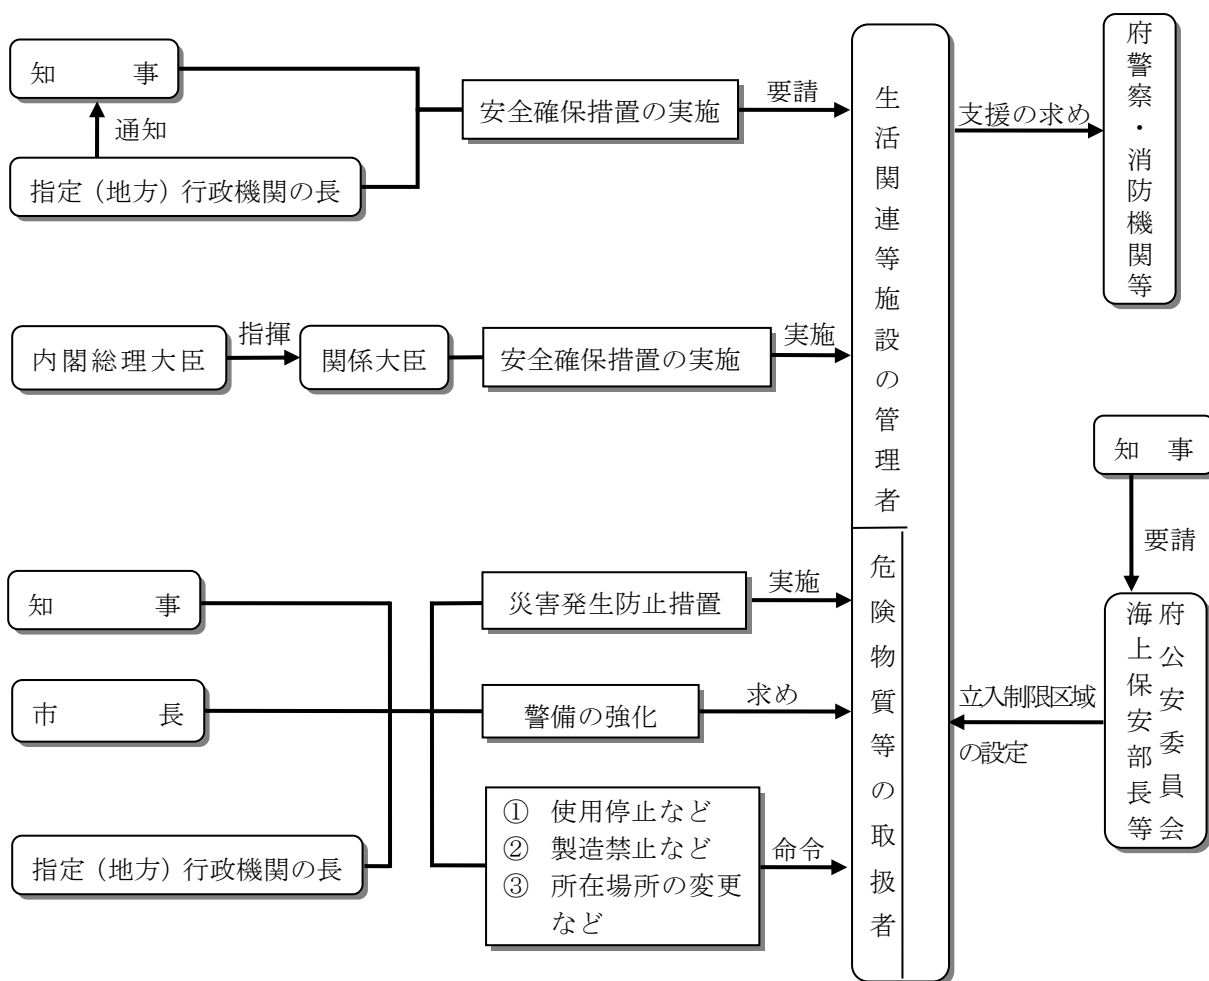 知事
通知
指定（地方）行政機関の長
安全確保措置の実施
要請
生活関連等施設の管理者
支援の求め
府警察・消防機関等
内閣総理大臣
指揮
関係大臣
安全確保措置の実施
実施
知事
要請
府公安委員会
海上保安部長等
立入制限区域
の設定
知事
市長
指定（地方）行政機関の長
災害発生防止措置
実施
警備の強化
求め
① 使用停止など
② 製造禁止など
③ 所在場所の変更
など
命令
危険物質等の取扱者